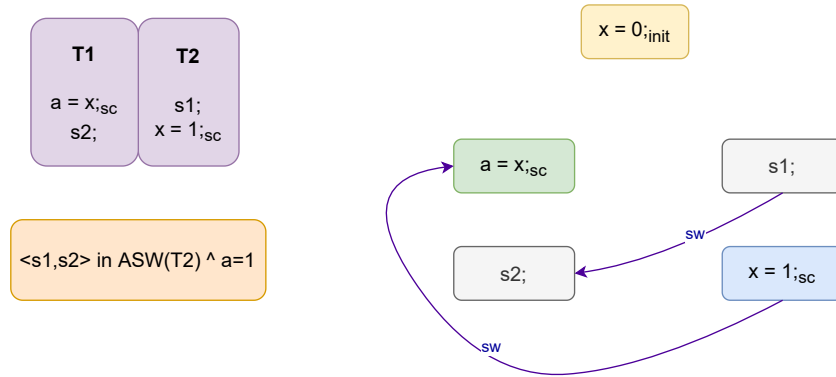 T1
a = x;sc
s2;
T2
s1;
x = 1;sc
<s1,s2> in ASW(T2) ^ a=1
x = 0;init
a = x;sc
s1;
sw
s2;
x = 1;sc
sw